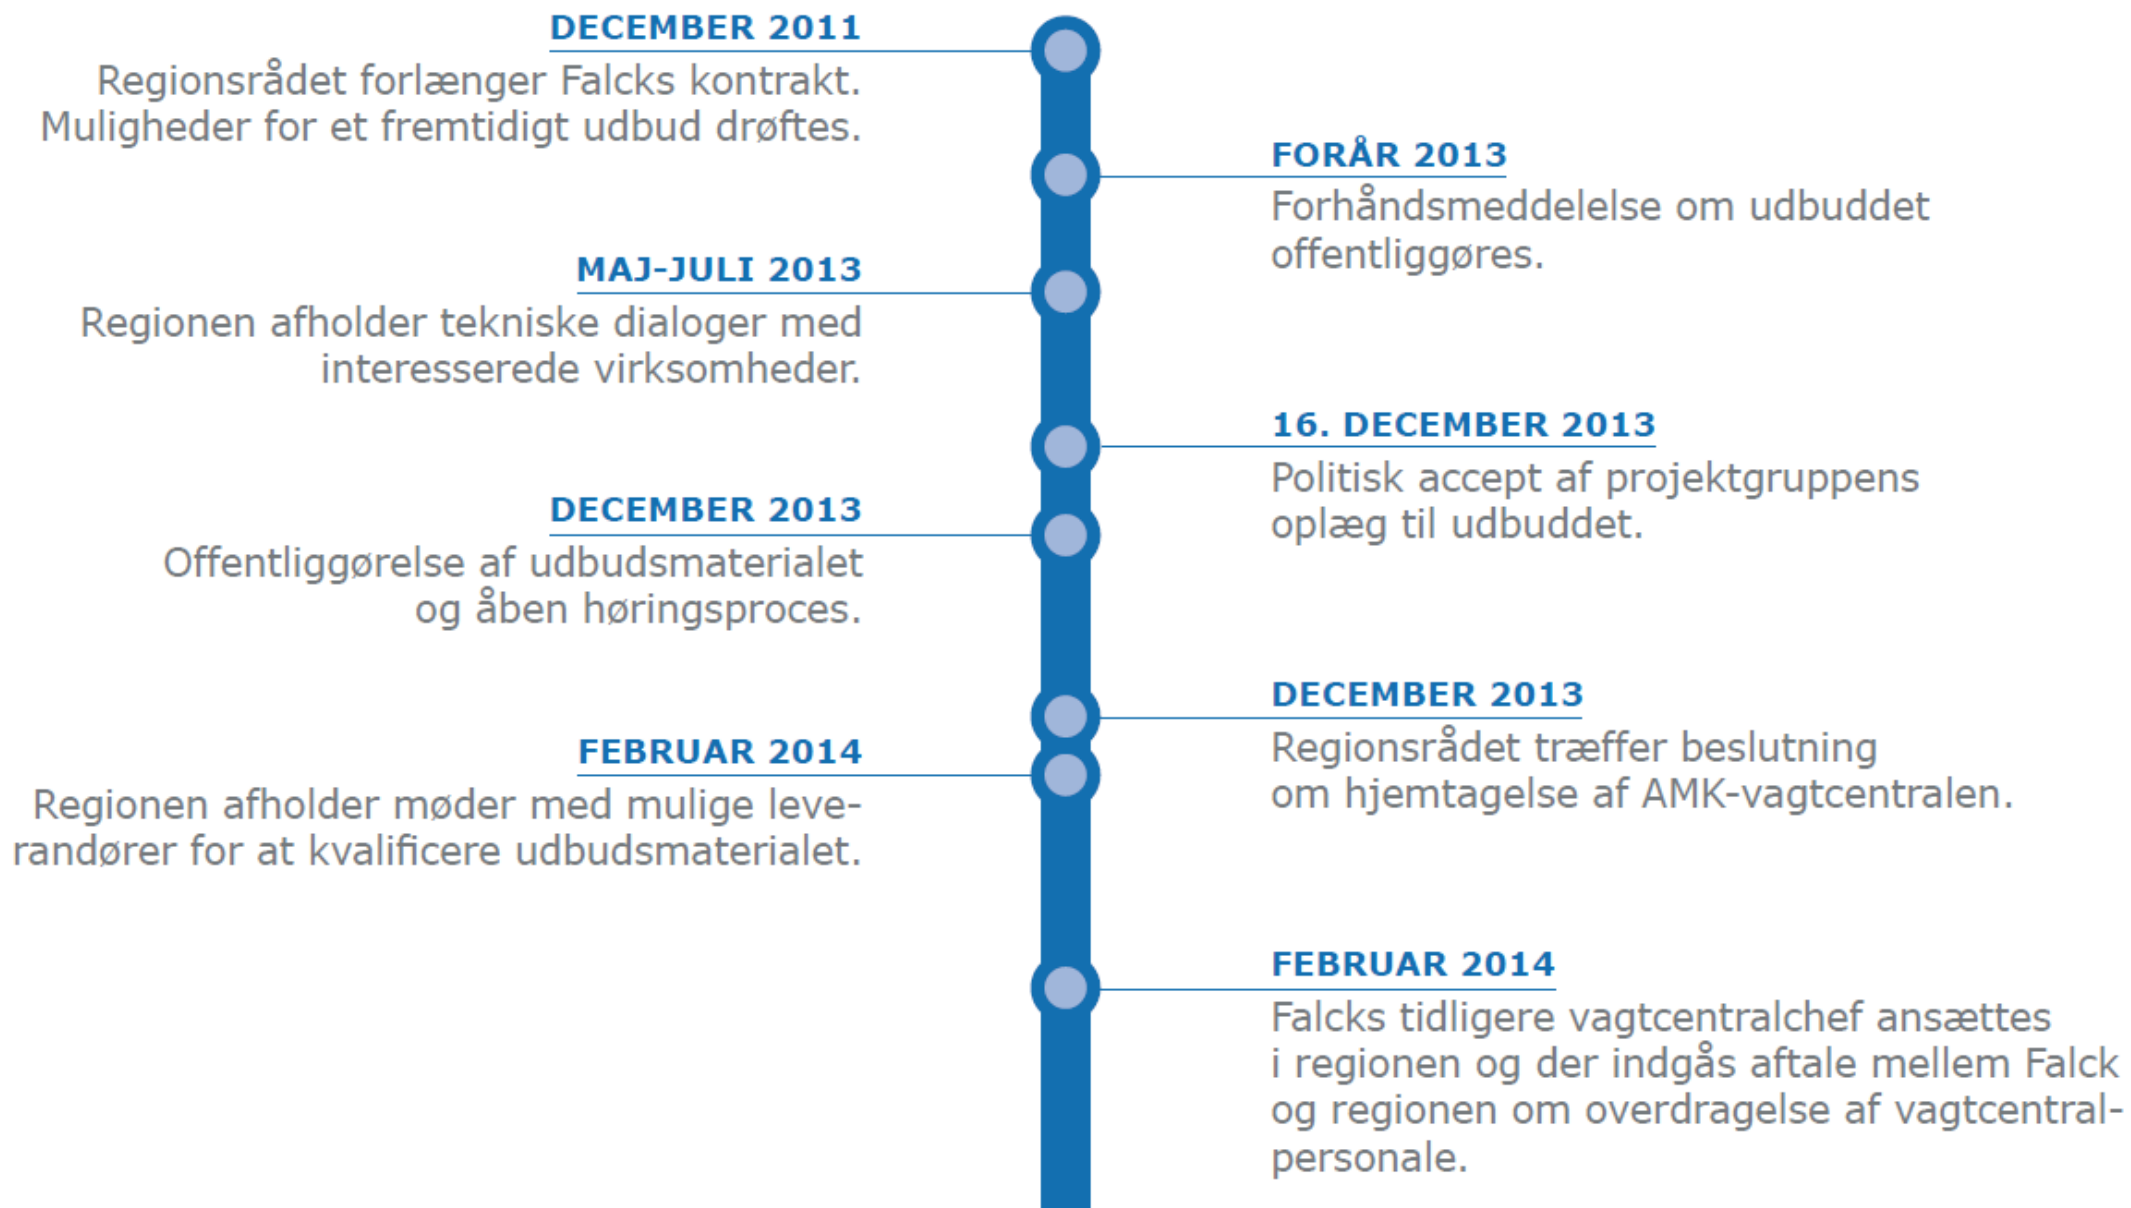 DECEMBER 2011
Regionsrådet forlænger Falcks kontrakt.
Muligheder for et fremtidigt udbud drøftes.
FORÅR 2013
Forhåndsmeddelelse om udbuddet
offentliggøres.
MAJ-JULI 2013
Regionen afholder tekniske dialoger med
interesserede virksomheder.
16. DECEMBER 2013
Politisk accept af projektgruppens
oplæg til udbuddet.
DECEMBER 2013
Offentliggørelse af udbudsmaterialet
og åben høringsproces.
DECEMBER 2013
Regionsrådet træffer beslutning
om hjemtagelse af AMK-vagtcentralen.
FEBRUAR 2014
Regionen afholder møder med mulige leve-
randører for at kvalificere udbudsmaterialet.
FEBRUAR 2014
Falcks tidligere vagtcentralchef ansættes
i regionen og der indgås aftale mellem Falck
og regionen om overdragelse af vagtcentral-
personale.